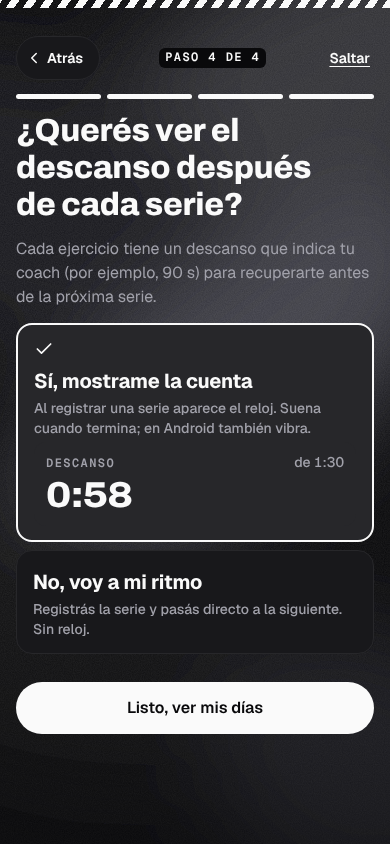 Atrás
PASO 4 DE 4
Saltar
¿Querés ver el
descanso después
de cada serie?
Cada ejercicio tiene un descanso que indica tu
coach (por ejemplo, 90 s) para recuperarte antes
de la próxima serie.
Sí, mostrame la cuenta
Al registrar una serie aparece el reloj. Suena
cuando termina; en Android también vibra.
DESCANSO
de 1:30
0:58
No, voy a mi ritmo
Registrás la serie y pasás directo a la siguiente.
Sin reloj.
Listo, ver mis días